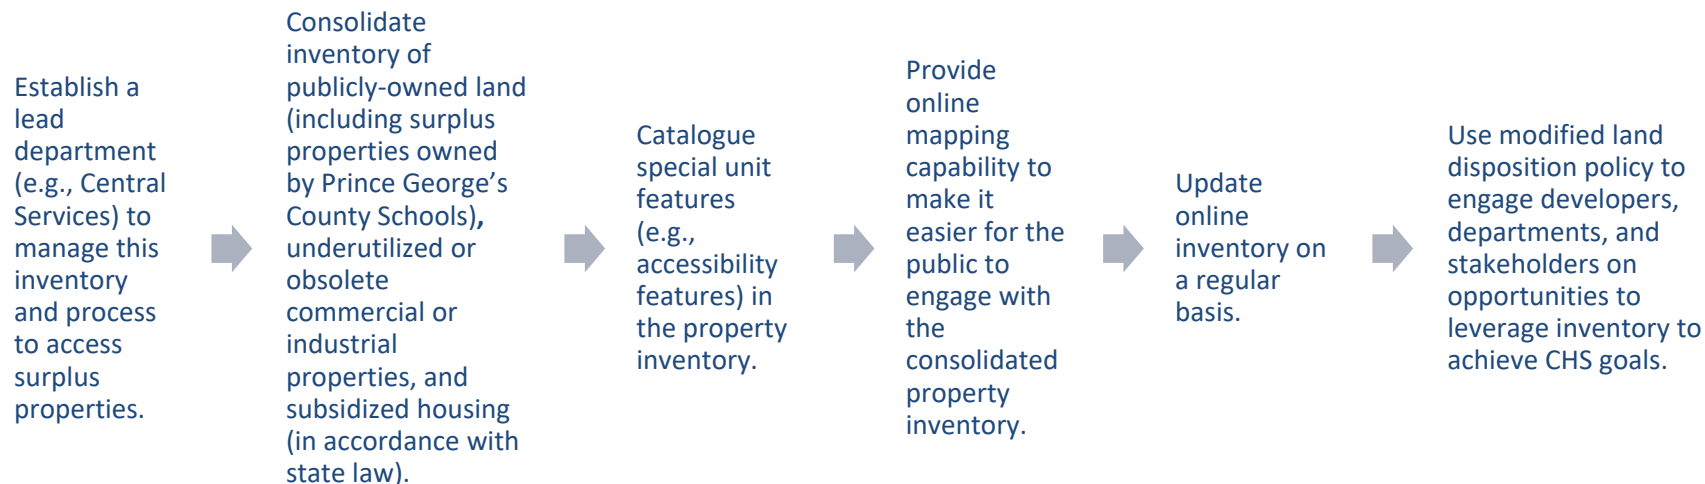 Establish a
lead
department
(e.g., Central
Services) to
manage this
inventory
and process
to access
surplus
properties.
Consolidate
inventory of
publicly-owned land
(including surplus
properties owned
by Prince George’s
County Schools),
underutilized or
obsolete
commercial or
industrial
properties, and
subsidized housing
(in accordance with
state law).
Catalogue
special unit
features
(e.g.,
accessibility
features) in
the property
inventory.
Provide
online
mapping
capability to
make it
easier for the
public to
engage with
the
consolidated
property
inventory.
Update
online
inventory on
a regular
basis.
Use modified land
disposition policy to
engage developers,
departments, and
stakeholders on
opportunities to
leverage inventory to
achieve CHS goals.